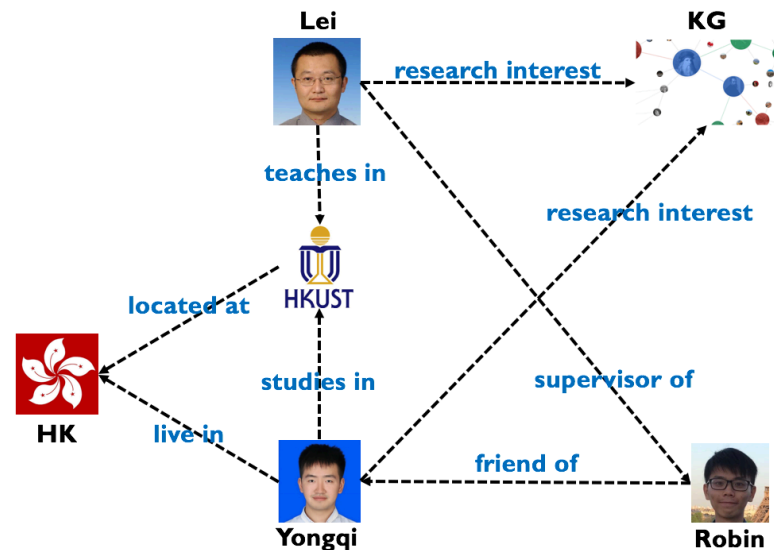 Lei
KG
research interest
teaches in
research interest
HKUST
located at
studies in
supervisor of
HK
live in
friend of
Yongqi
Robin